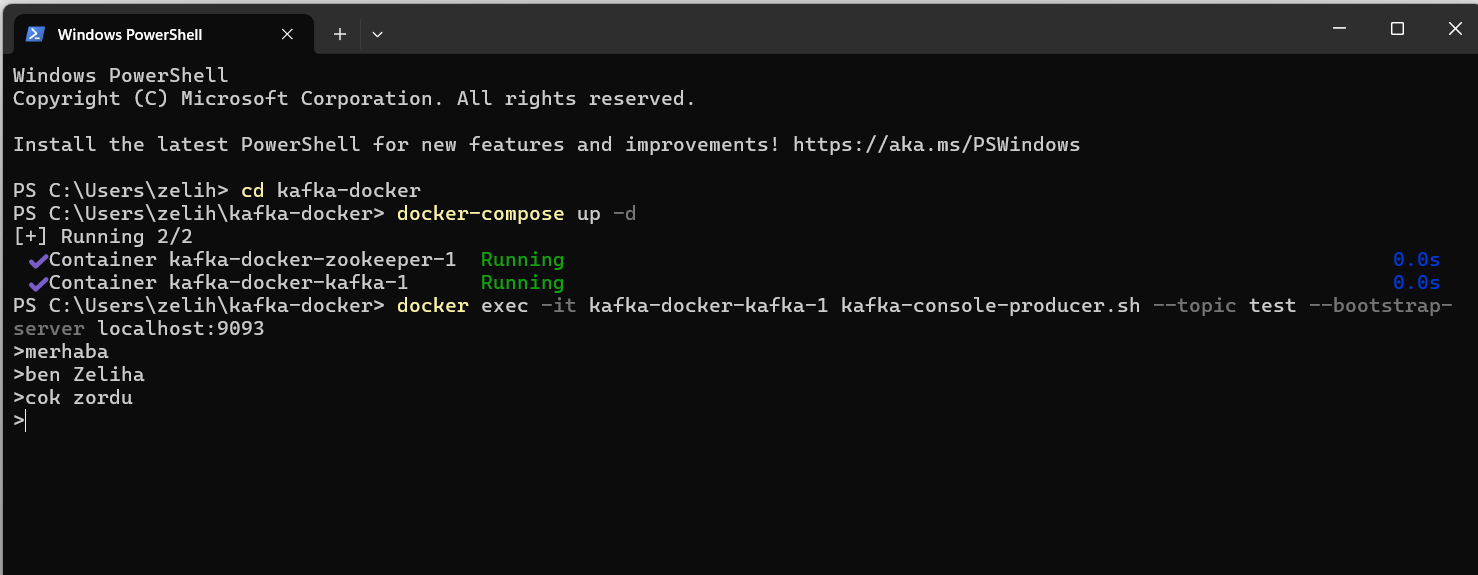 Windows PowerShell
Windows PowerShell
Copyright (C) Microsoft Corporation. All rights reserved.
Install the latest PowerShell for new features and improvements! https://aka.ms/PSWindows
PS C:\Users\zelih> cd kafka-docker
PS C:\Users\zelih\kafka-docker> docker-compose up -d
[+] Running 2/2
✔Container kafka-docker-zookeeper-1 Running 0.0s
✔Container kafka-docker-kafka-1 Running 0.0s
PS C:\Users\zelih\kafka-docker> docker exec -it kafka-docker-kafka-1 kafka-console-producer.sh --topic test --bootstrap-
server localhost:9093
>merhaba
>ben Zeliha
>cok zordu
>